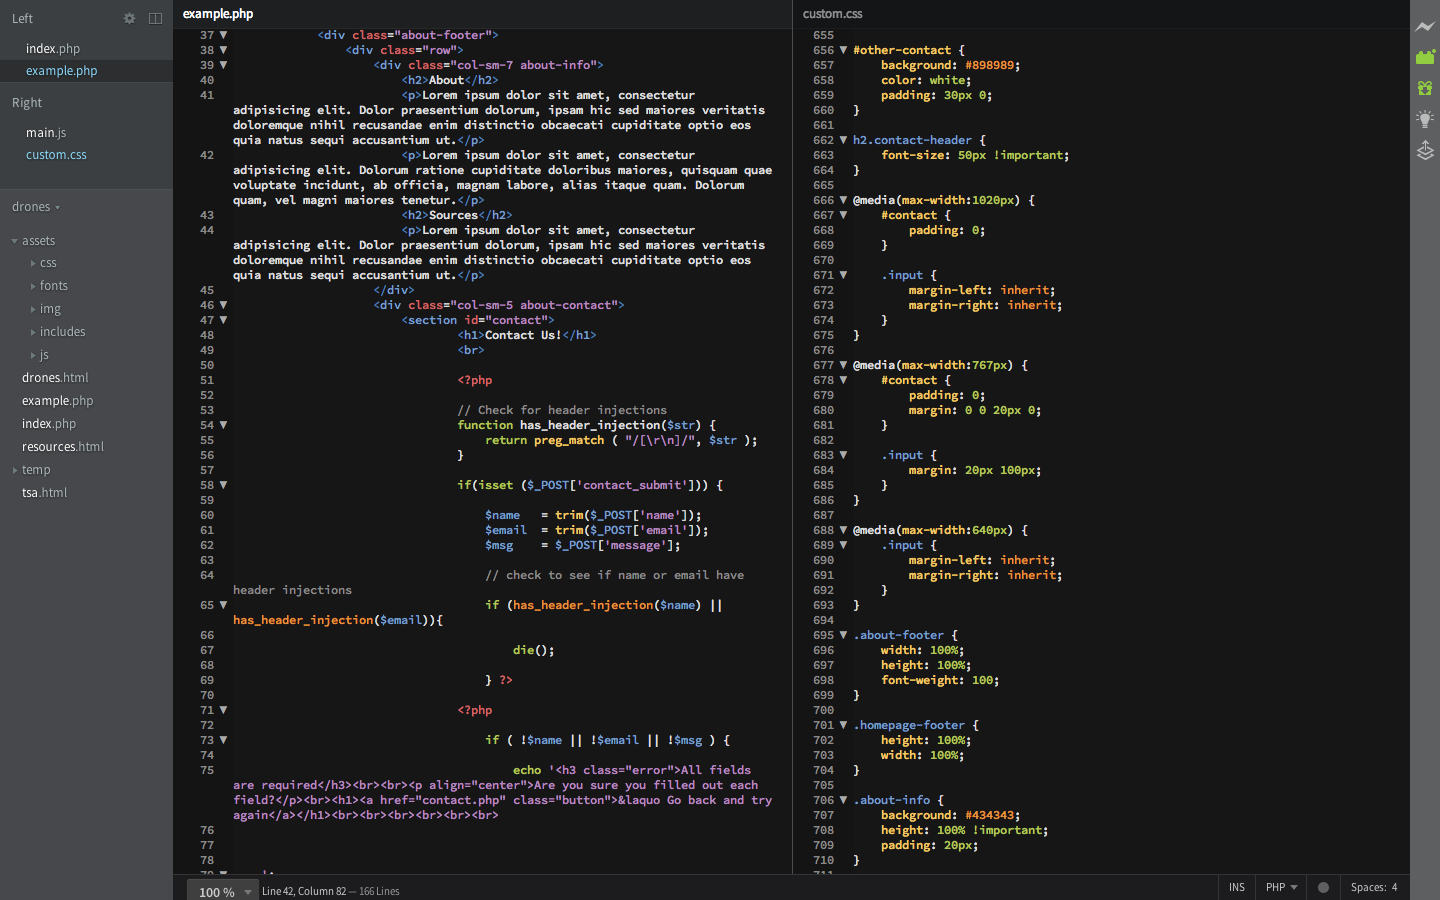 Left
index.php
example.php
Right
main.js
custom.css
drones
assets
css
fonts
img
includes
js
drones.html
example.php
index.php
resources.html
temp
tsa.html
example.php
37 <div class="about-footer">
38 <div class="row">
39 <div class="col-sm-7 about-info">
40 <h2>About</h2>
41 <p>Lorem ipsum dolor sit amet, consectetur
adipisicing elit. Dolor praesentium dolorum, ipsam hic sed maiores veritatis
doloremque nihil recusandae enim distinctio obcaecati cupiditate optio eos
quia natus sequi accusantium ut.</p>
42 <p>Lorem ipsum dolor sit amet, consectetur
adipisicing elit. Dolorum ratione cupiditate doloribus maiores, quisquam quae
voluptate incidunt, ab officia, magnam labore, alias itaque quam. Dolorum
quam, vel magni maiores tenetur.</p>
43 <h2>Sources</h2>
44 <p>Lorem ipsum dolor sit amet, consectetur
adipisicing elit. Dolor praesentium dolorum, ipsam hic sed maiores veritatis
doloremque nihil recusandae enim distinctio obcaecati cupiditate optio eos
quia natus sequi accusantium ut.</p>
45 </div>
46 <div class="col-sm-5 about-contact">
47 <section id="contact">
48 <h1>Contact Us!</h1>
49 <br>
50
51 <?php
52
53 // Check for header injections
54 function has_header_injection($str) {
55 return preg_match ( "/[\r\n]/", $str );
56 }
57
58 if(isset ($_POST['contact_submit'])) {
59
60 $name = trim($_POST['name']);
61 $email = trim($_POST['email']);
62 $msg = $_POST['message'];
63
64 // check to see if name or email have
header injections
65 if (has_header_injection($name) ||
has_header_injection($email)){
66
67 die();
68
69 } ?>
70
71 <?php
72
73 if ( !$name || !$email || !$msg ) {
74
75 echo '<h3 class="error">All fields
are required</h3><br><br><p align="center">Are you sure you filled out each
field?</p><br><h1><a href="contact.php" class="button">&laquo Go back and try
again</a></h1><br><br><br><br><br><br>
76
77
78
custom.css
655
656 #other-contact {
657 background: #898989;
658 color: white;
659 padding: 30px 0;
660 }
661
662 h2.contact-header {
663 font-size: 50px !important;
664 }
665
666 @media(max-width:1020px) {
667 #contact {
668 padding: 0;
669 }
670
671 .input {
672 margin-left: inherit;
673 margin-right: inherit;
674 }
675 }
676
677 @media(max-width:767px) {
678 #contact {
679 padding: 0;
680 margin: 0 0 20px 0;
681 }
682
683 .input {
684 margin: 20px 100px;
685 }
686 }
687
688 @media(max-width:640px) {
689 .input {
690 margin-left: inherit;
691 margin-right: inherit;
692 }
693 }
694
695 .about-footer {
696 width: 100%;
697 height: 100%;
698 font-weight: 100;
699 }
700
701 .homepage-footer {
702 height: 100%;
703 width: 100%;
704 }
705
706 .about-info {
707 background: #434343;
708 height: 100% !important;
709 padding: 20px;
710 }
100 % Line 42, Column 82 — 166 Lines
INS PHP Spaces: 4